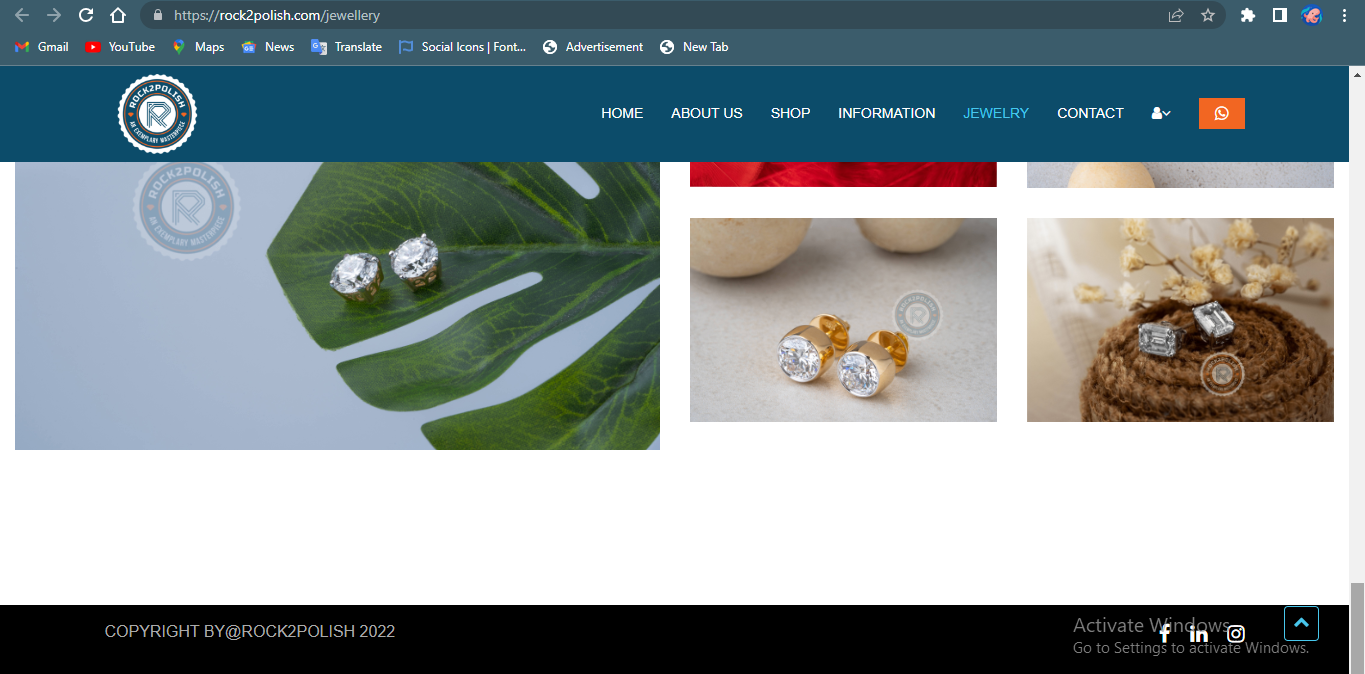 https://rock2polish.com/jewellery
Gmail
YouTube
Maps
News
Translate
Social Icons | Font...
Advertisement
New Tab
ROCK2POLISH
R
AN EXEMPLARY MASTERPIECE
HOME
ABOUT US
SHOP
INFORMATION
JEWELRY
CONTACT
ROCK2POLISH
R
AN EXEMPLARY MASTERPIECE
ROCK2POLISH
R
R
COPYRIGHT BY@ROCK2POLISH 2022
Activate Windows
Go to Settings to activate Windows.